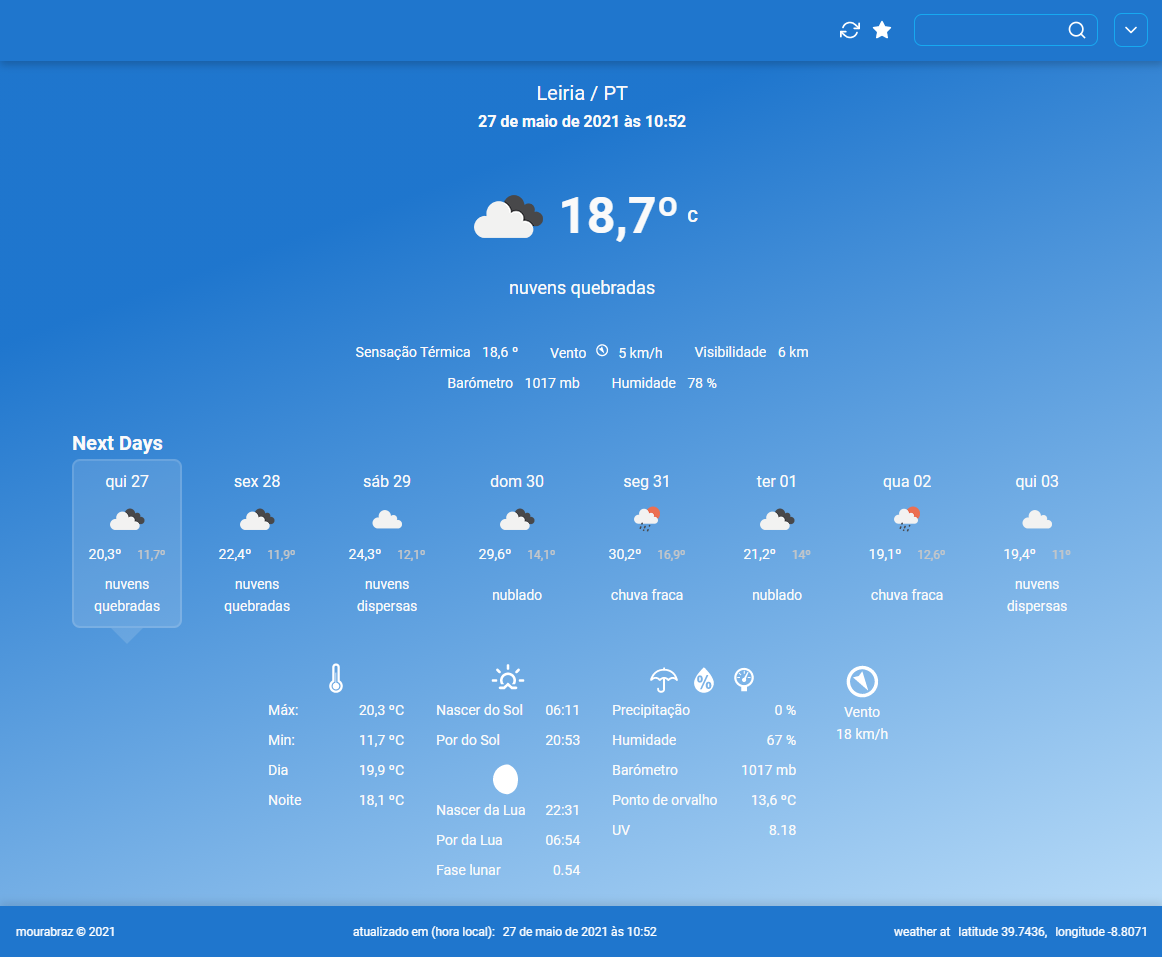 Leiria / PT
27 de maio de 2021 às 10:52
18,7º c
nuvens quebradas
Sensação Térmica 18,6 º Vento 5 km/h Visibilidade 6 km
Barómetro 1017 mb Humidade 78 %
Next Days
qui 27 sex 28 sáb 29 dom 30 seg 31 ter 01 qua 02 qui 03
20,3º 11,7º 22,4º 11,9º 24,3º 12,1º 29,6º 14,1º 30,2º 16,9º 21,2º 14º 19,1º 12,6º 19,4º 11º
nuvens quebradas
nuvens quebradas
nuvens dispersas
nublado
chuva fraca
nublado
chuva fraca
nuvens dispersas
Máx: 20,3 ºC
Min: 11,7 ºC
Dia 19,9 ºC
Noite 18,1 ºC
Nascer do Sol 06:11
Por do Sol 20:53
Nascer da Lua 22:31
Por da Lua 06:54
Fase lunar 0.54
%
Precipitação 0 %
Humidade 67 %
Barómetro 1017 mb
Ponto de orvalho 13,6 ºC
UV 8.18
Vento
18 km/h
mourabraz © 2021 atualizado em (hora local): 27 de maio de 2021 às 10:52 weather at latitude 39.7436, longitude -8.8071